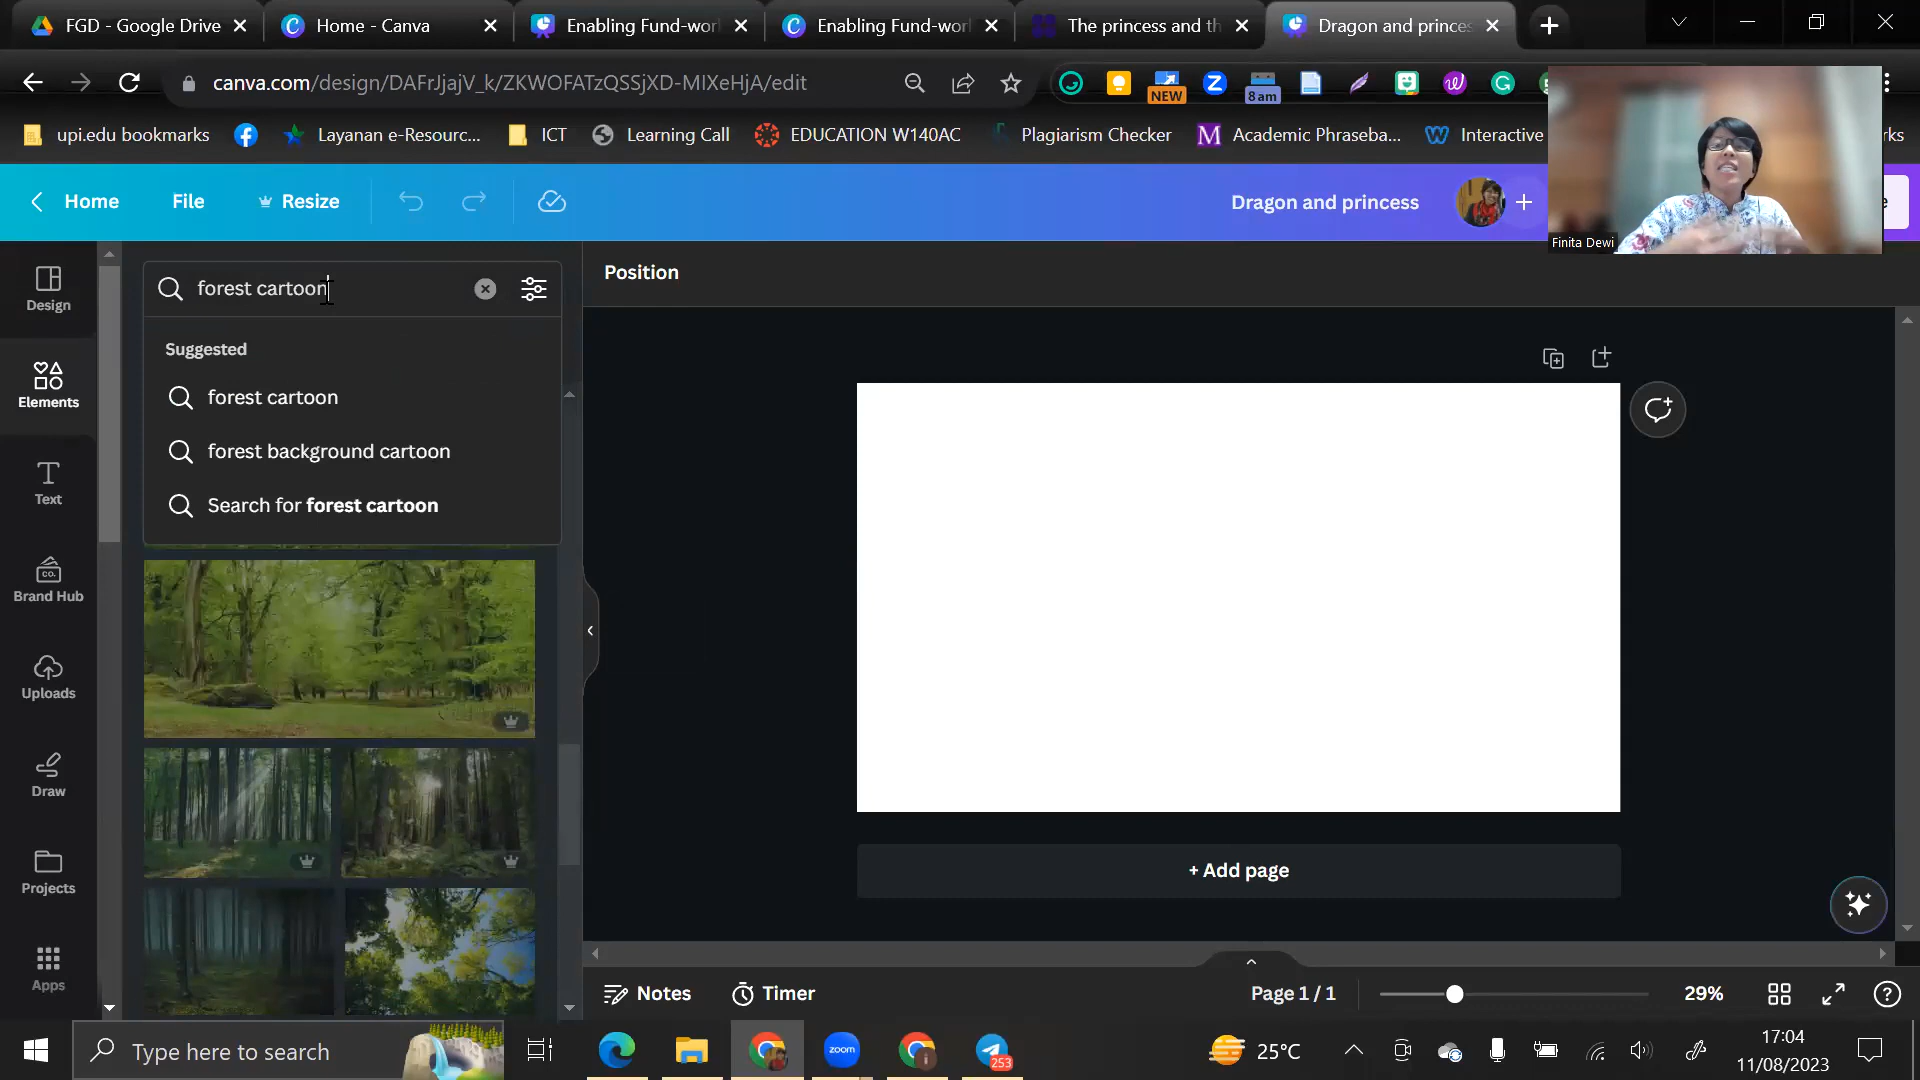 FGD - Google Drive
Home - Canva
Enabling Fund-wor
Enabling Fund-wor
The princess and th
Dragon and princes
canva.com/design/DAFrJjajV_k/ZKWOFATzQSSjXD-MIXeHjA/edit
NEW
8am
upi.edu bookmarks
Layanan e-Resourc...
ICT
Learning Call
EDUCATION W140AC
Plagiarism Checker
Academic Phraseba...
Interactive
rks
Home
File
Resize
Dragon and princess
e
Finita Dewi
Design
Elements
Text
Brand Hub
Uploads
Draw
Projects
Apps
forest cartoon
Suggested
forest cartoon
forest background cartoon
Search for forest cartoon
Position
+ Add page
Notes
Timer
Page 1 / 1
29%
Type here to search
zoom
253
25°C
17:04
11/08/2023